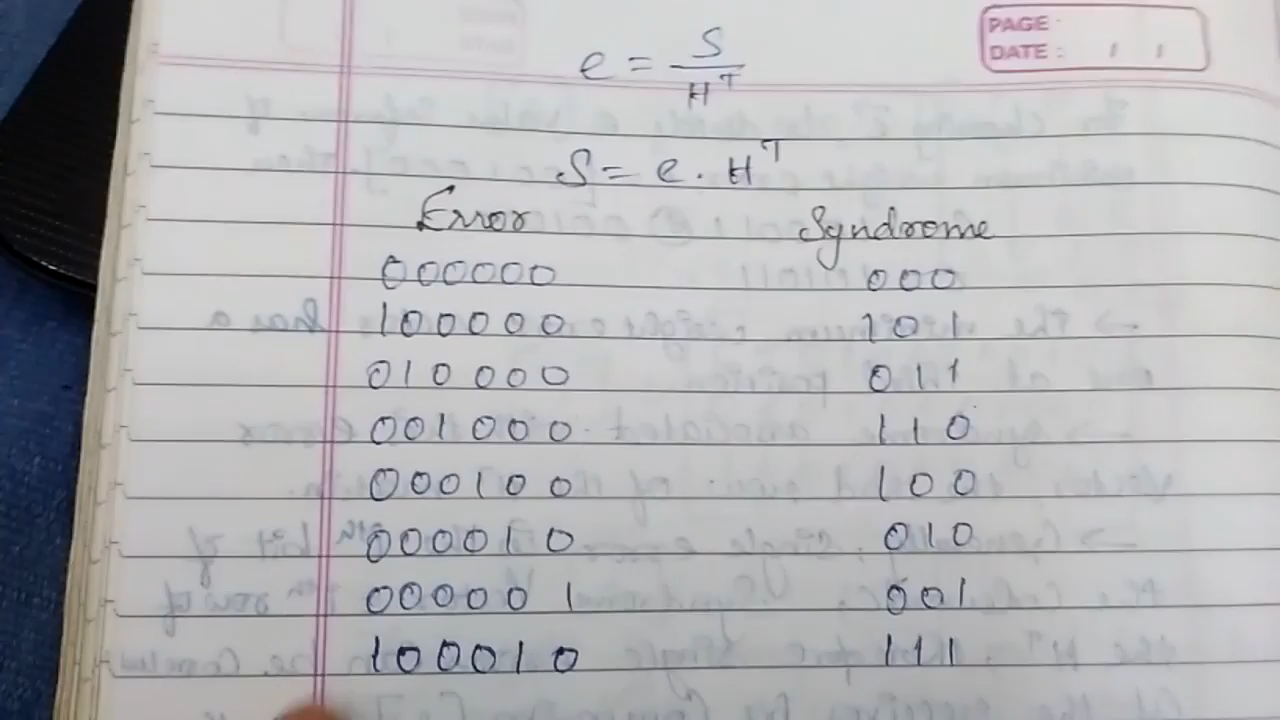 PAGE:
DATE : / /
e = S / H^T
S = e . H^T
Error Syndrome
000000 000
100000 101
010000 011
001000 110
000100 100
000010 010
000001 001
100010 111